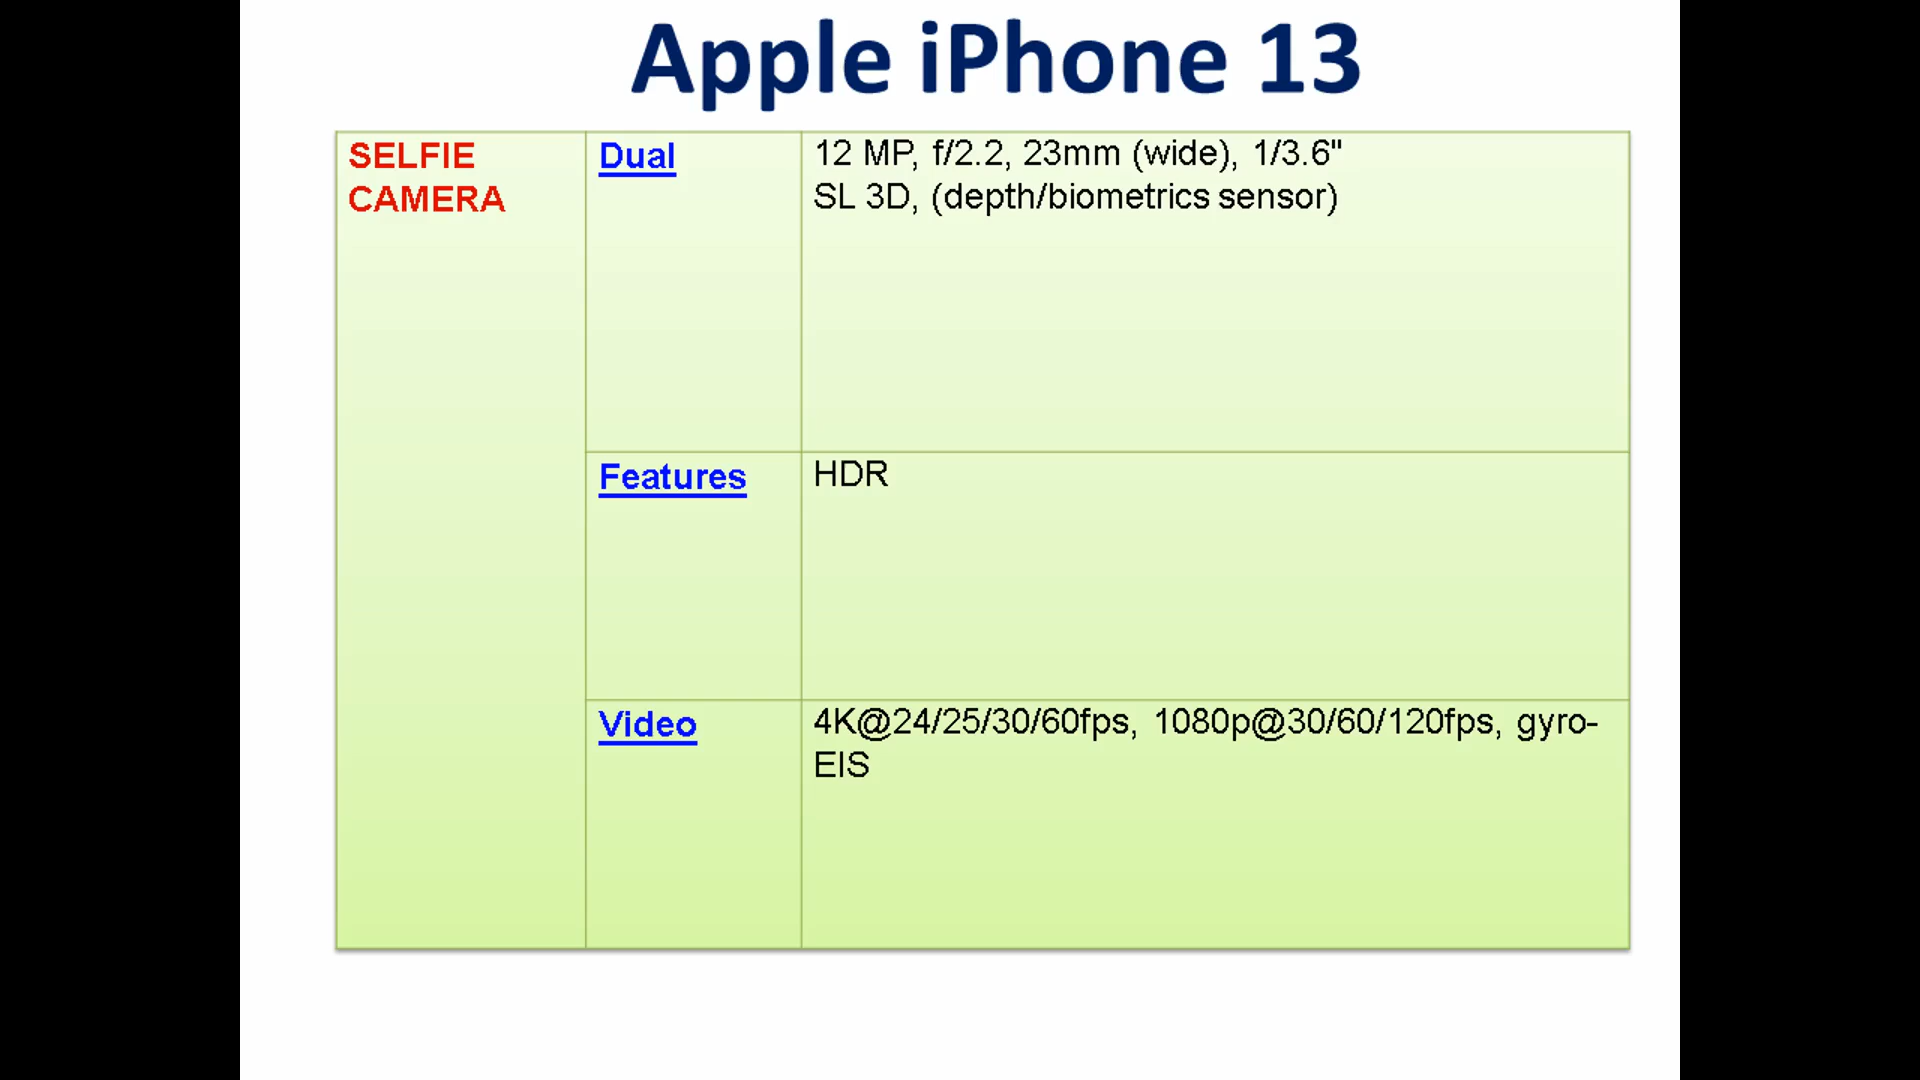 Apple iPhone 13
SELFIE
CAMERA
Dual
12 MP, f/2.2, 23mm (wide), 1/3.6"
SL 3D, (depth/biometrics sensor)
Features
HDR
Video
4K@24/25/30/60fps, 1080p@30/60/120fps, gyro-
EIS